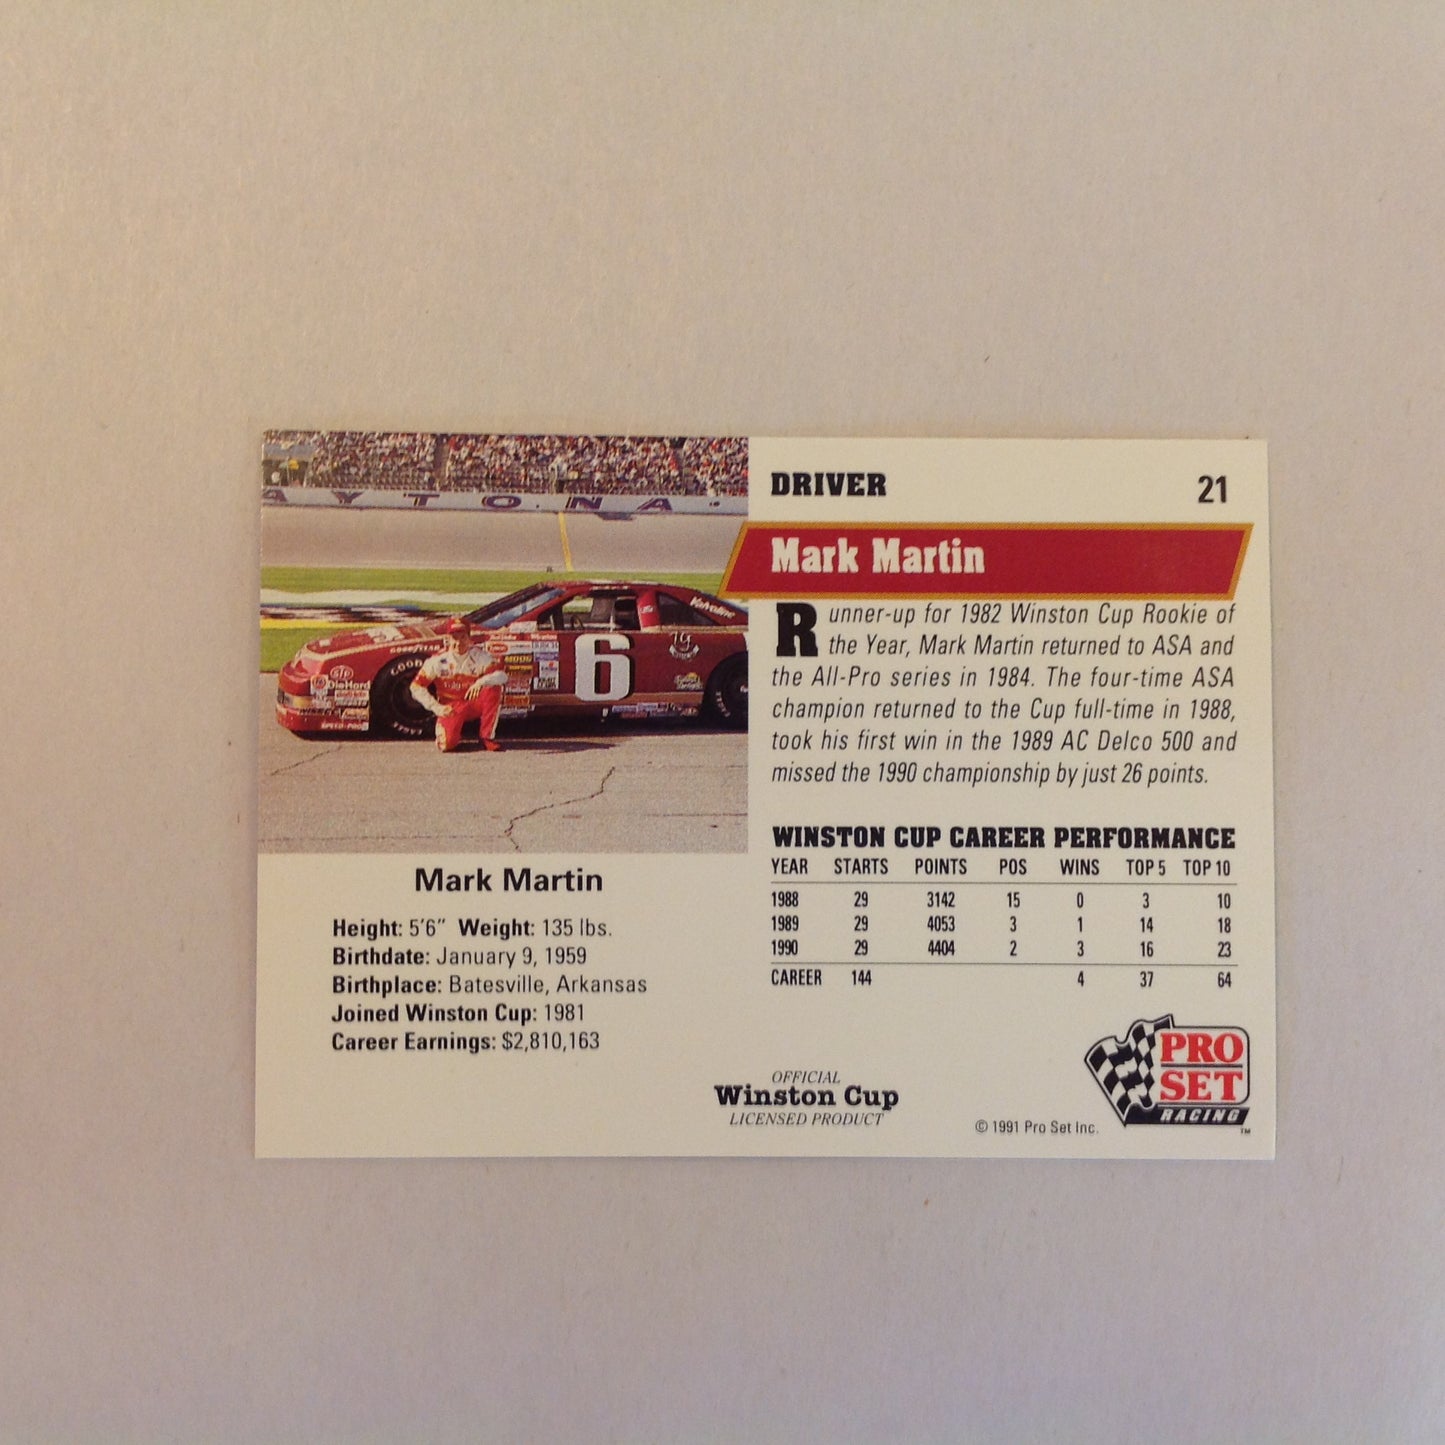 DAYTONA
GOODYEAR
STP
DieHard
6
Valvoline
Mark Martin
Height: 5'6" Weight: 135 lbs.
Birthdate: January 9, 1959
Birthplace: Batesville, Arkansas
Joined Winston Cup: 1981
Career Earnings: $2,810,163
DRIVER 21
Mark Martin
Runner-up for 1982 Winston Cup Rookie of
the Year, Mark Martin returned to ASA and
the All-Pro series in 1984. The four-time ASA
champion returned to the Cup full-time in 1988,
took his first win in the 1989 AC Delco 500 and
missed the 1990 championship by just 26 points.
WINSTON CUP CAREER PERFORMANCE
YEAR STARTS POINTS POS WINS TOP 5 TOP 10
1988 29 3142 15 0 3 10
1989 29 4053 3 1 14 18
1990 29 4404 2 3 16 23
CAREER 144 4 37 64
OFFICIAL
Winston Cup
LICENSED PRODUCT
© 1991 Pro Set Inc.
PRO
SET
RACING
TM